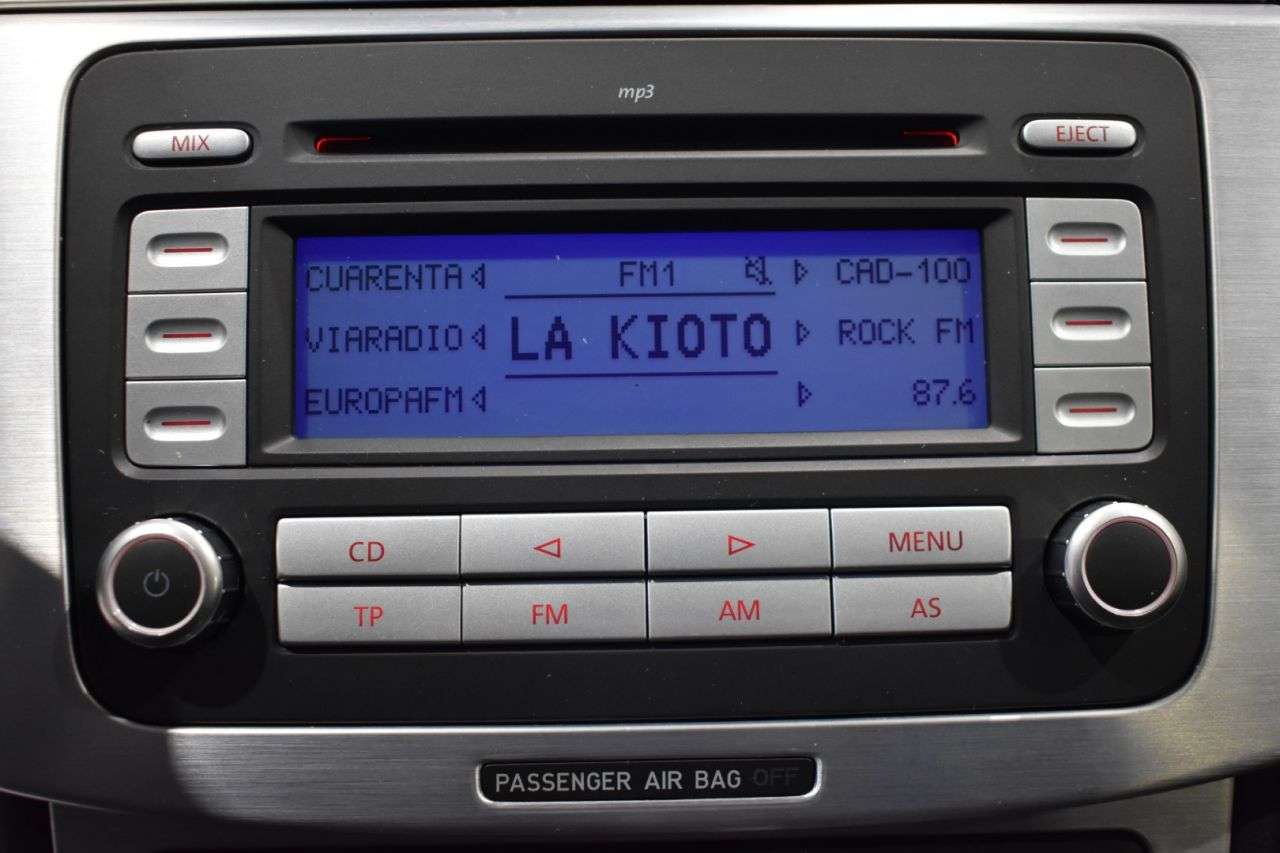 mp3
MIX
EJECT
CUARENTA FM1 CAD-100
VIARADIO LA KIOTO ROCK FM
EUROPAFM 87.6
CD MENU
TP FM AM AS
PASSENGER AIR BAG OFF